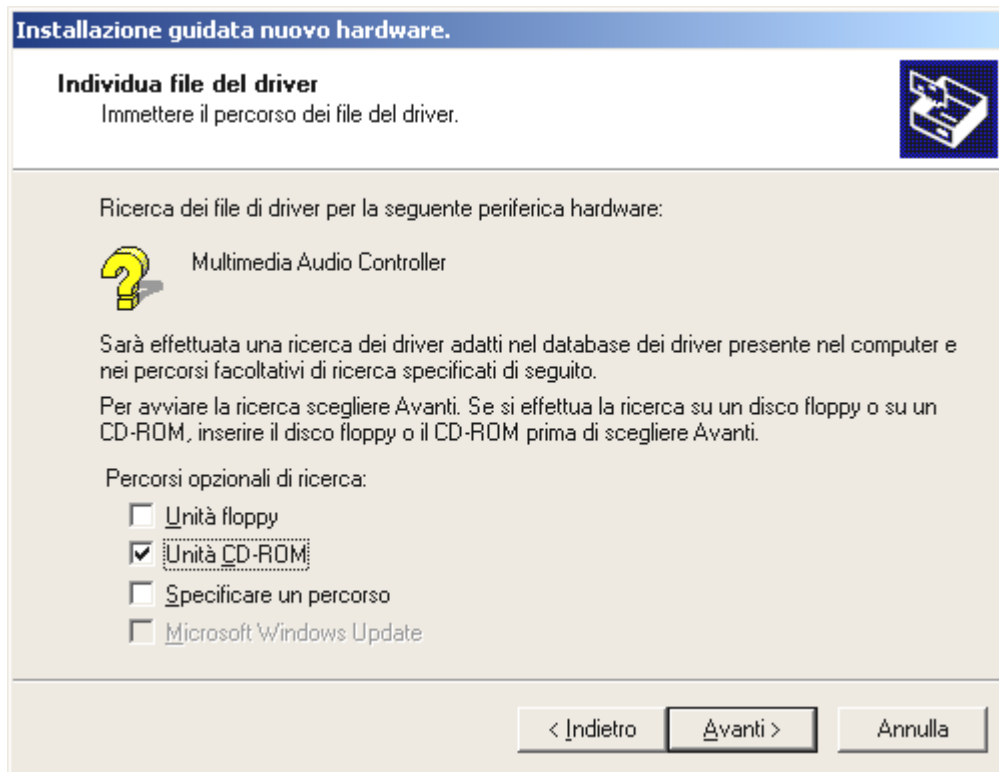 Installazione guidata nuovo hardware.
Individua file del driver
Immettere il percorso dei file del driver.
Ricerca dei file di driver per la seguente periferica hardware:
Multimedia Audio Controller
Sarà effettuata una ricerca dei driver adatti nel database dei driver presente nel computer e
nei percorsi facoltativi di ricerca specificati di seguito.
Per avviare la ricerca scegliere Avanti. Se si effettua la ricerca su un disco floppy o su un
CD-ROM, inserire il disco floppy o il CD-ROM prima di scegliere Avanti.
Percorsi opzionali di ricerca:
Unità floppy
Unità CD-ROM
Specificare un percorso
Microsoft Windows Update
< Indietro
Avanti >
Annulla